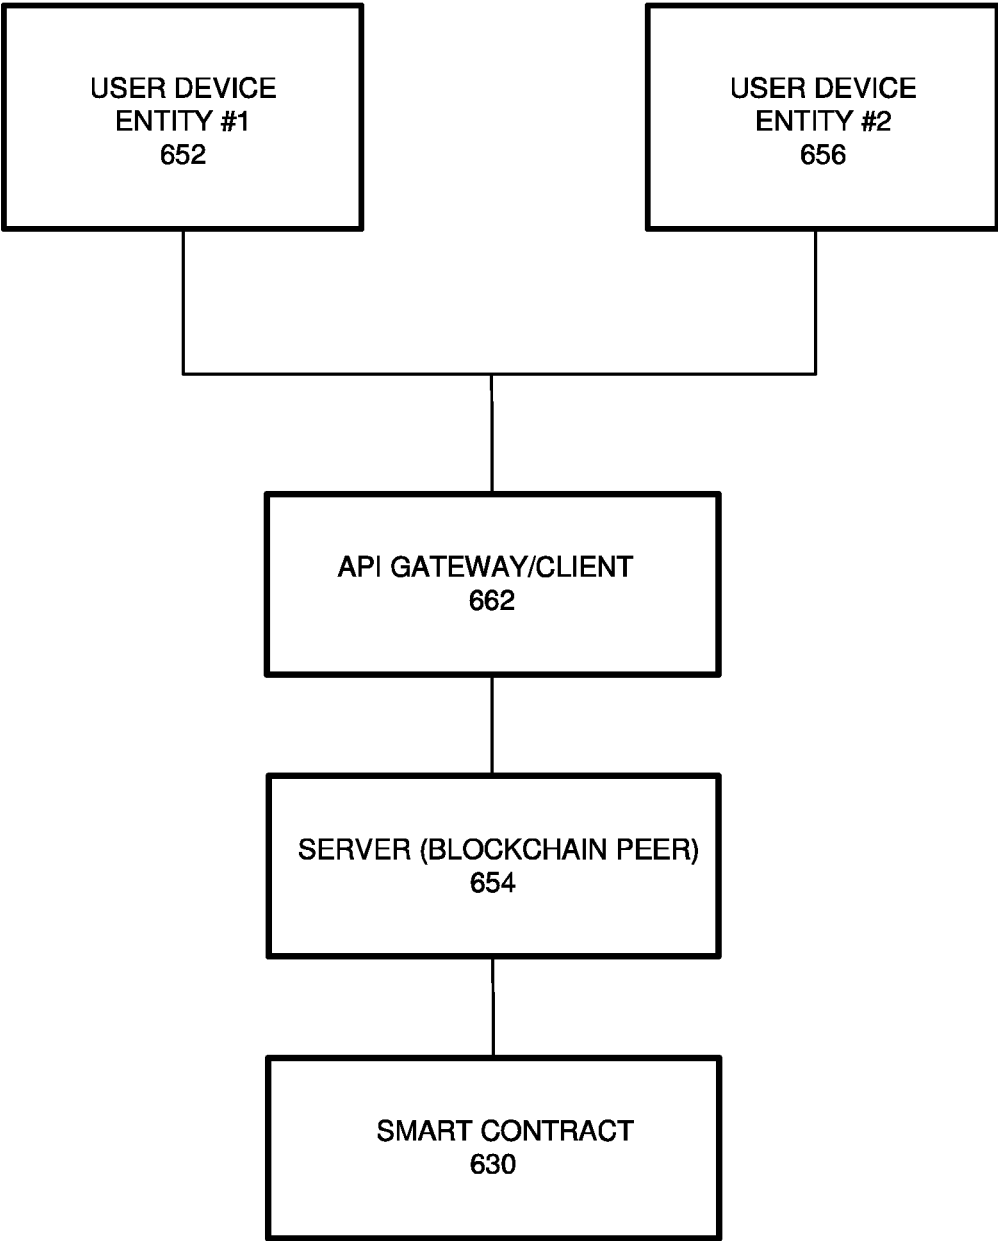 USER DEVICE
ENTITY #1
652
USER DEVICE
ENTITY #2
656
API GATEWAY/CLIENT
662
SERVER (BLOCKCHAIN PEER)
654
SMART CONTRACT
630